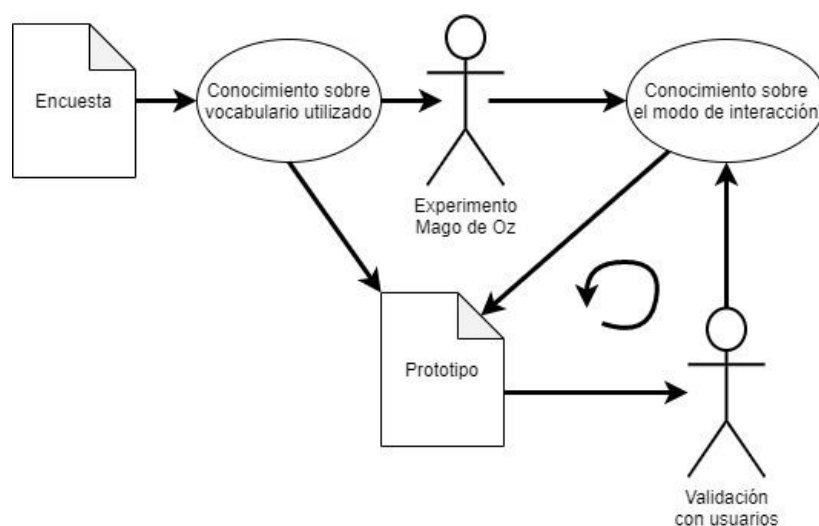 Encuesta
Conocimiento sobre
vocabulario utilizado
Experimento
Mago de Oz
Conocimiento sobre
el modo de interacción
Prototipo
Validación
con usuarios